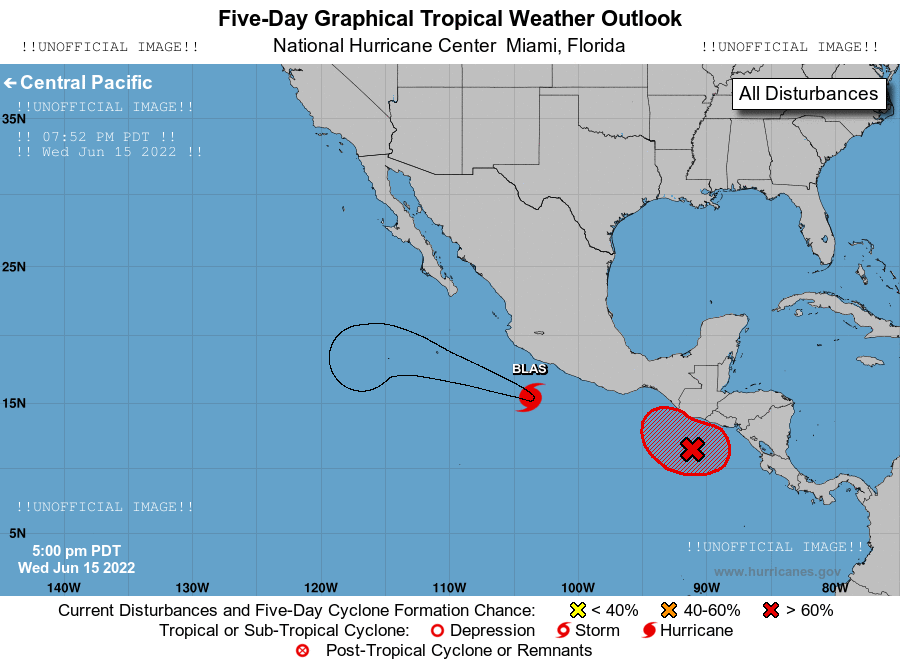 Five-Day Graphical Tropical Weather Outlook
!!UNOFFICIAL IMAGE!! National Hurricane Center Miami, Florida !!UNOFFICIAL IMAGE!!
← Central Pacific
All Disturbances
!!UNOFFICIAL IMAGE!!
35N
!! 07:52 PM PDT !!
!! Wed Jun 15 2022 !!
25N
BLAS
15N
!!UNOFFICIAL IMAGE!!
5N
5:00 pm PDT
Wed Jun 15 2022
!!UNOFFICIAL IMAGE!!
www.hurricanes.gov
140W 130W 120W 110W 100W 90W 80W
Current Disturbances and Five-Day Cyclone Formation Chance: < 40% 40-60% > 60%
Tropical or Sub-Tropical Cyclone: Depression Storm Hurricane
Post-Tropical Cyclone or Remnants